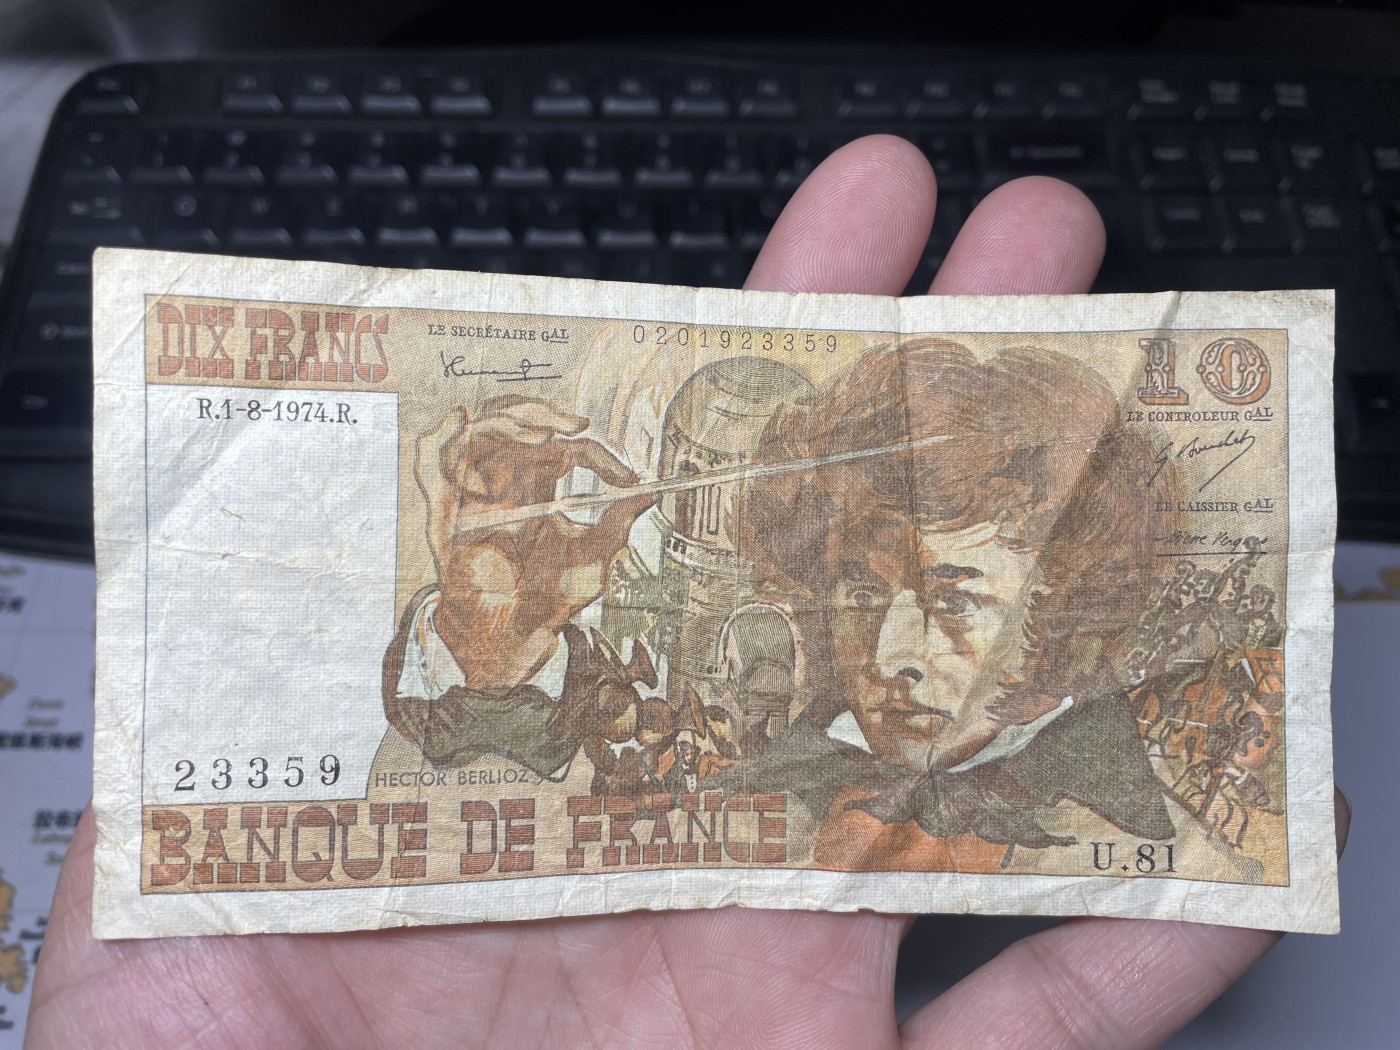 DIX FRANCS
LE SECRÉTAIRE GAL
0201923359
10
R.1-8-1974.R.
LE CONTROLEUR GAL
LE CAISSIER GAL
23359
HECTOR BERLIOZ
BANQUE DE FRANCE
U.81